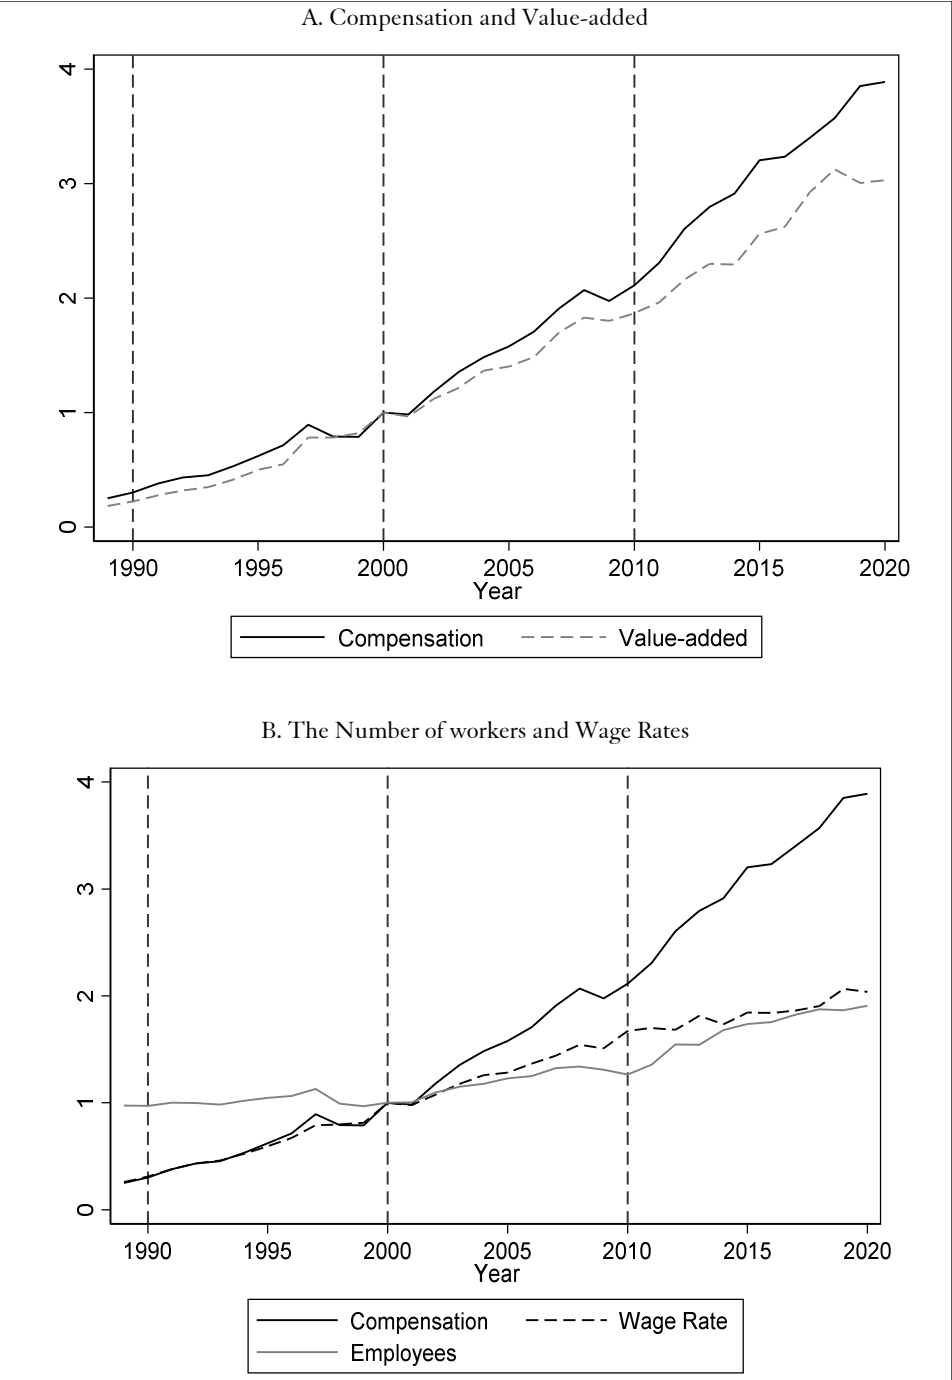 A. Compensation and Value-added
4
3
2
1
0
1990 1995 2000 2005 2010 2015 2020
Year
Compensation Value-added
B. The Number of workers and Wage Rates
4
3
2
1
0
1990 1995 2000 2005 2010 2015 2020
Year
Compensation Wage Rate
Employees